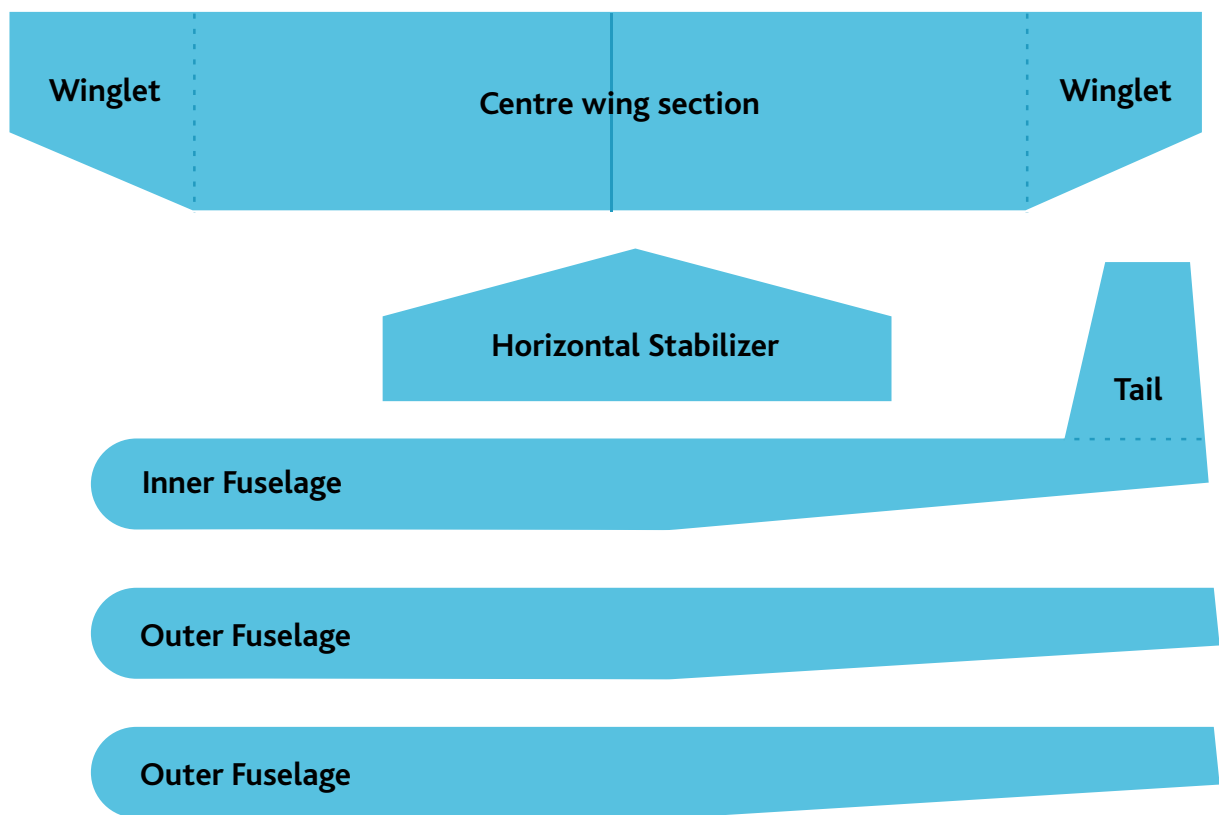 Winglet
Centre wing section
Winglet
Horizontal Stabilizer
Tail
Inner Fuselage
Outer Fuselage
Outer Fuselage